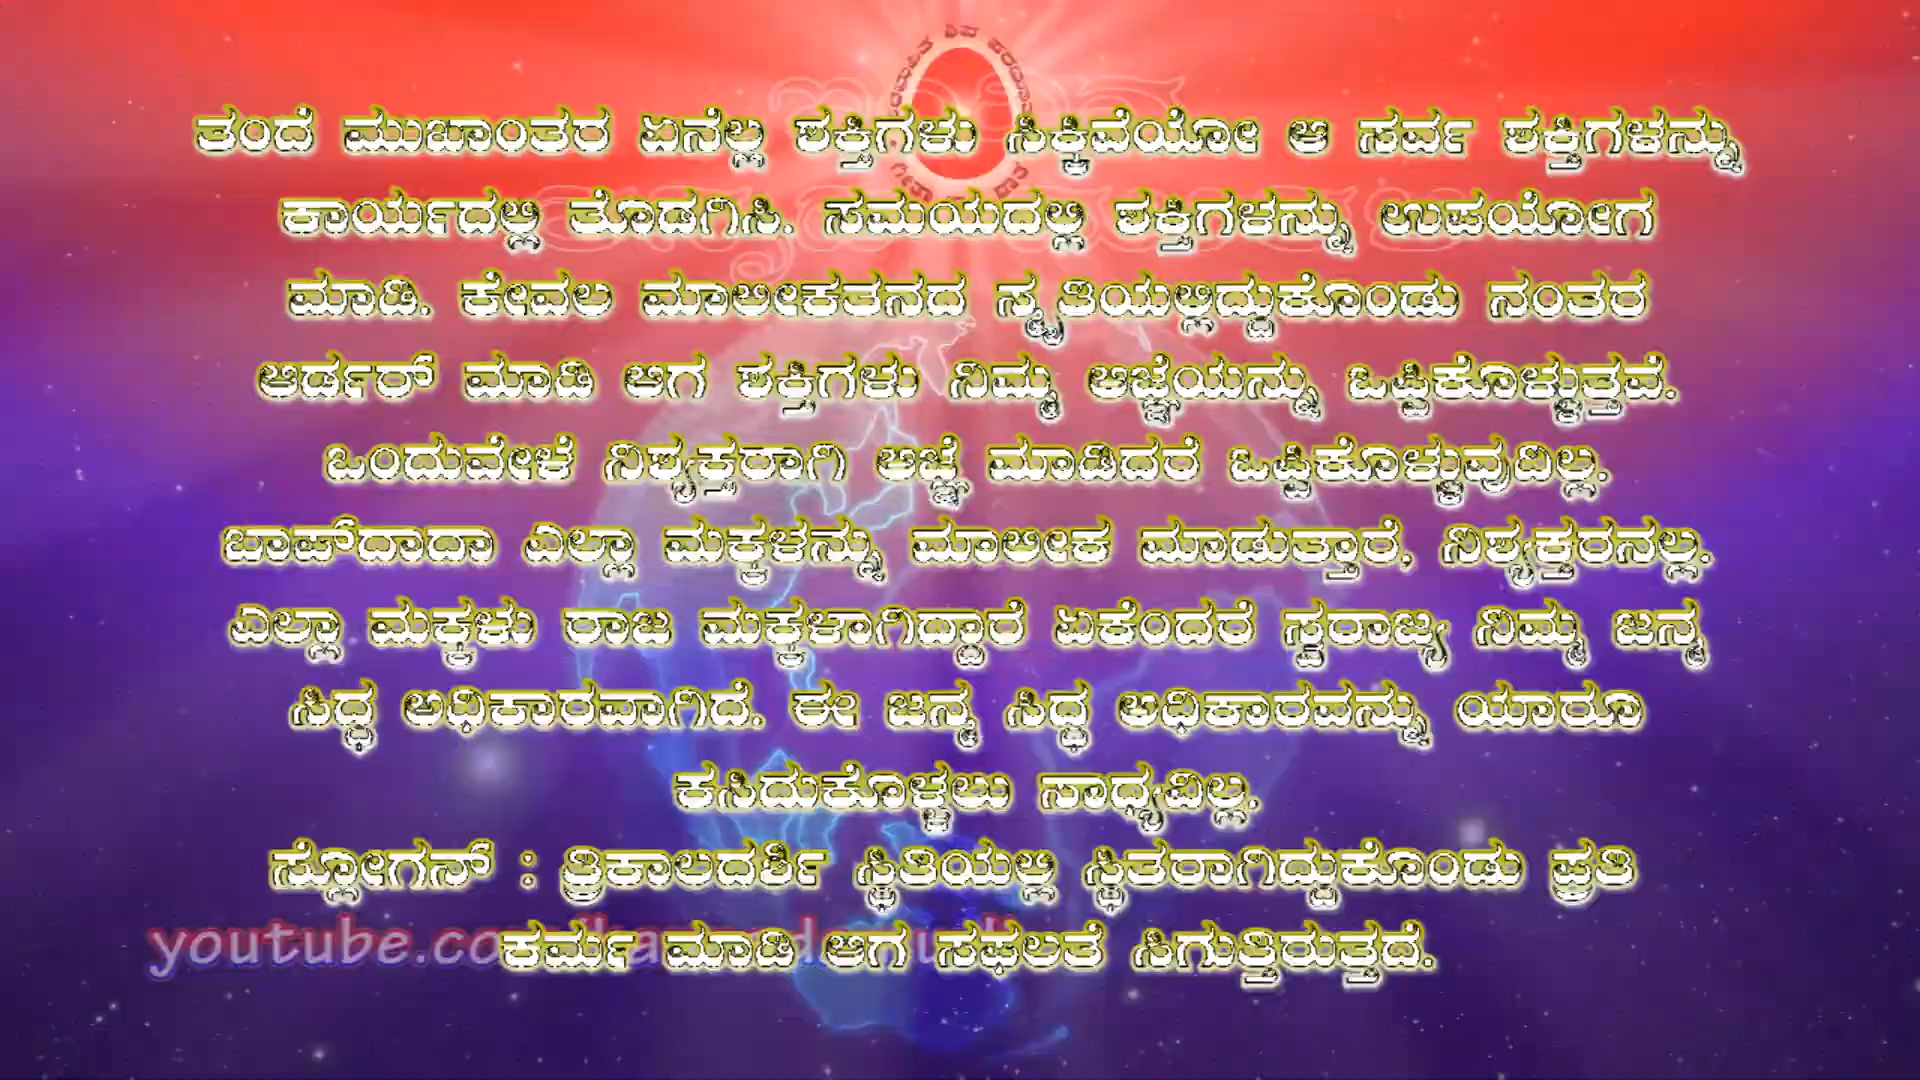 ತಂದೆ ಮುಖಾಂತರ ಏನೆಲ್ಲ ಶಕ್ತಿಗಳು ಸಿಕ್ಕಿವೆಯೋ ಆ ಸರ್ವ ಶಕ್ತಿಗಳನ್ನು
ಕಾರ್ಯದಲ್ಲಿ ತೊಡಗಿಸಿ. ಸಮಯದಲ್ಲಿ ಶಕ್ತಿಗಳನ್ನು ಉಪಯೋಗ
ಮಾಡಿ. ಕೇವಲ ಮಾಲೀಕತನದ ಸ್ಮೃತಿಯಲ್ಲಿದ್ದುಕೊಂಡು ನಂತರ
ಆರ್ಡರ್ ಮಾಡಿ ಆಗ ಶಕ್ತಿಗಳು ನಿಮ್ಮ ಆಜ್ಞೆಯನ್ನು ಒಪ್ಪಿಕೊಳ್ಳುತ್ತವೆ.
ಒಂದುವೇಳೆ ನಿಶ್ಯಕ್ತರಾಗಿ ಆಜ್ಞೆ ಮಾಡಿದರೆ ಒಪ್ಪಿಕೊಳ್ಳುವುದಿಲ್ಲ.
ಬಾಪ್‌ದಾದಾ ಎಲ್ಲಾ ಮಕ್ಕಳನ್ನು ಮಾಲೀಕ ಮಾಡುತ್ತಾರೆ, ನಿಶ್ಯಕ್ತರನಲ್ಲ.
ಎಲ್ಲಾ ಮಕ್ಕಳು ರಾಜ ಮಕ್ಕಳಾಗಿದ್ದಾರೆ ಏಕೆಂದರೆ ಸ್ವರಾಜ್ಯ ನಿಮ್ಮ ಜನ್ಮ
ಸಿದ್ಧ ಅಧಿಕಾರವಾಗಿದೆ. ಈ ಜನ್ಮ ಸಿದ್ಧ ಅಧಿಕಾರವನ್ನು ಯಾರೂ
ಕಸಿದುಕೊಳ್ಳಲು ಸಾಧ್ಯವಿಲ್ಲ.
ಸ್ಲೋಗನ್ : ತ್ರಿಕಾಲದರ್ಶಿ ಸ್ಥಿತಿಯಲ್ಲಿ ಸ್ಥಿತರಾಗಿದ್ದುಕೊಂಡು ಪ್ರತಿ
ಕರ್ಮ ಮಾಡಿ ಆಗ ಸಫಲತೆ ಸಿಗುತ್ತಿರುತ್ತದೆ.